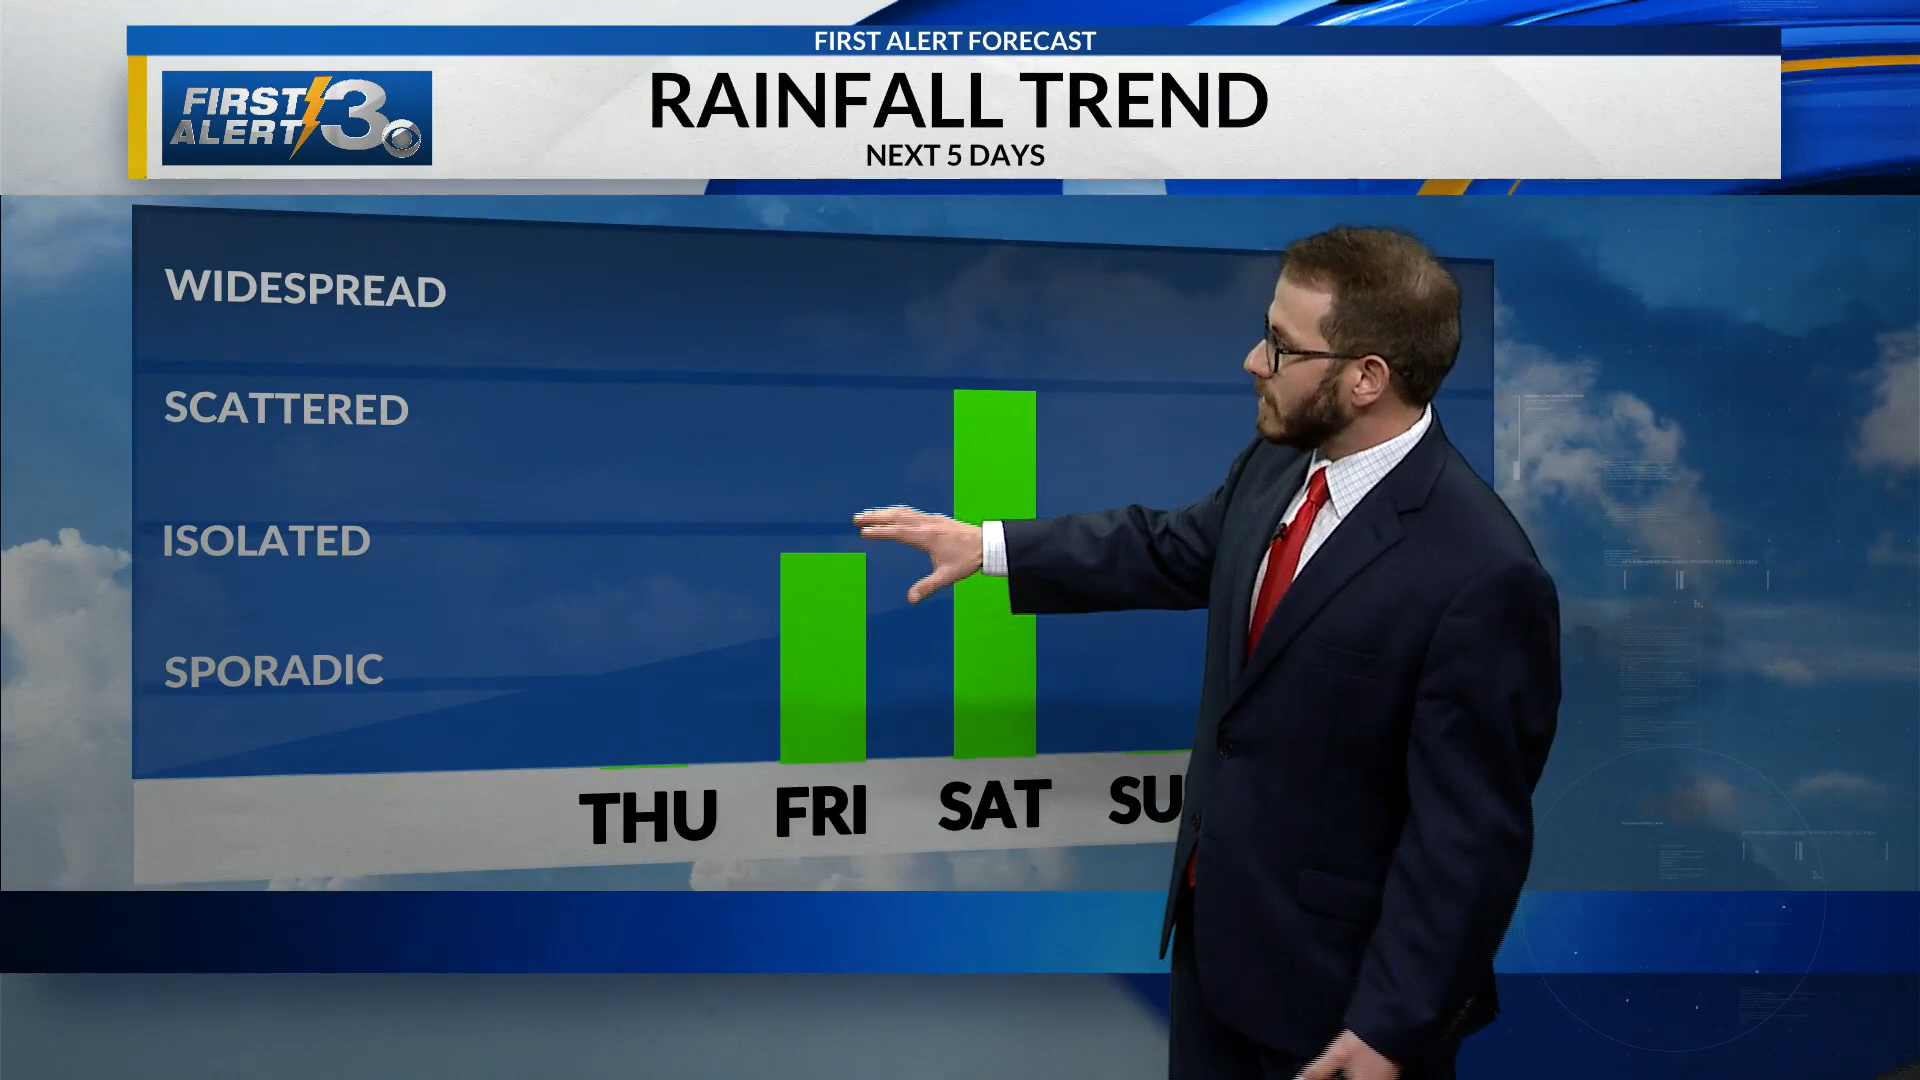 FIRST ALERT FORECAST
FIRST
ALERT
3
RAINFALL TREND
NEXT 5 DAYS
WIDESPREAD
SCATTERED
ISOLATED
SPORADIC
THU FRI SAT SU